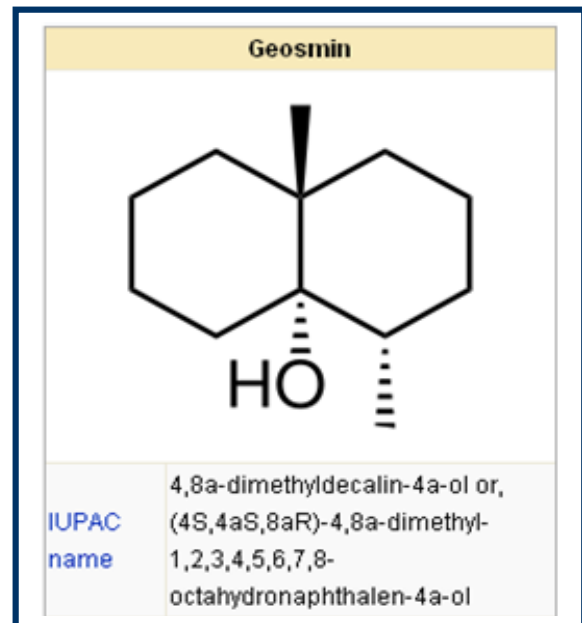 Geosmin
HO
IUPAC name
4,8a-dimethyldecalin-4a-ol or,
(4S,4aS,8aR)-4,8a-dimethyl-
1,2,3,4,5,6,7,8-
octahydronaphthalen-4a-ol